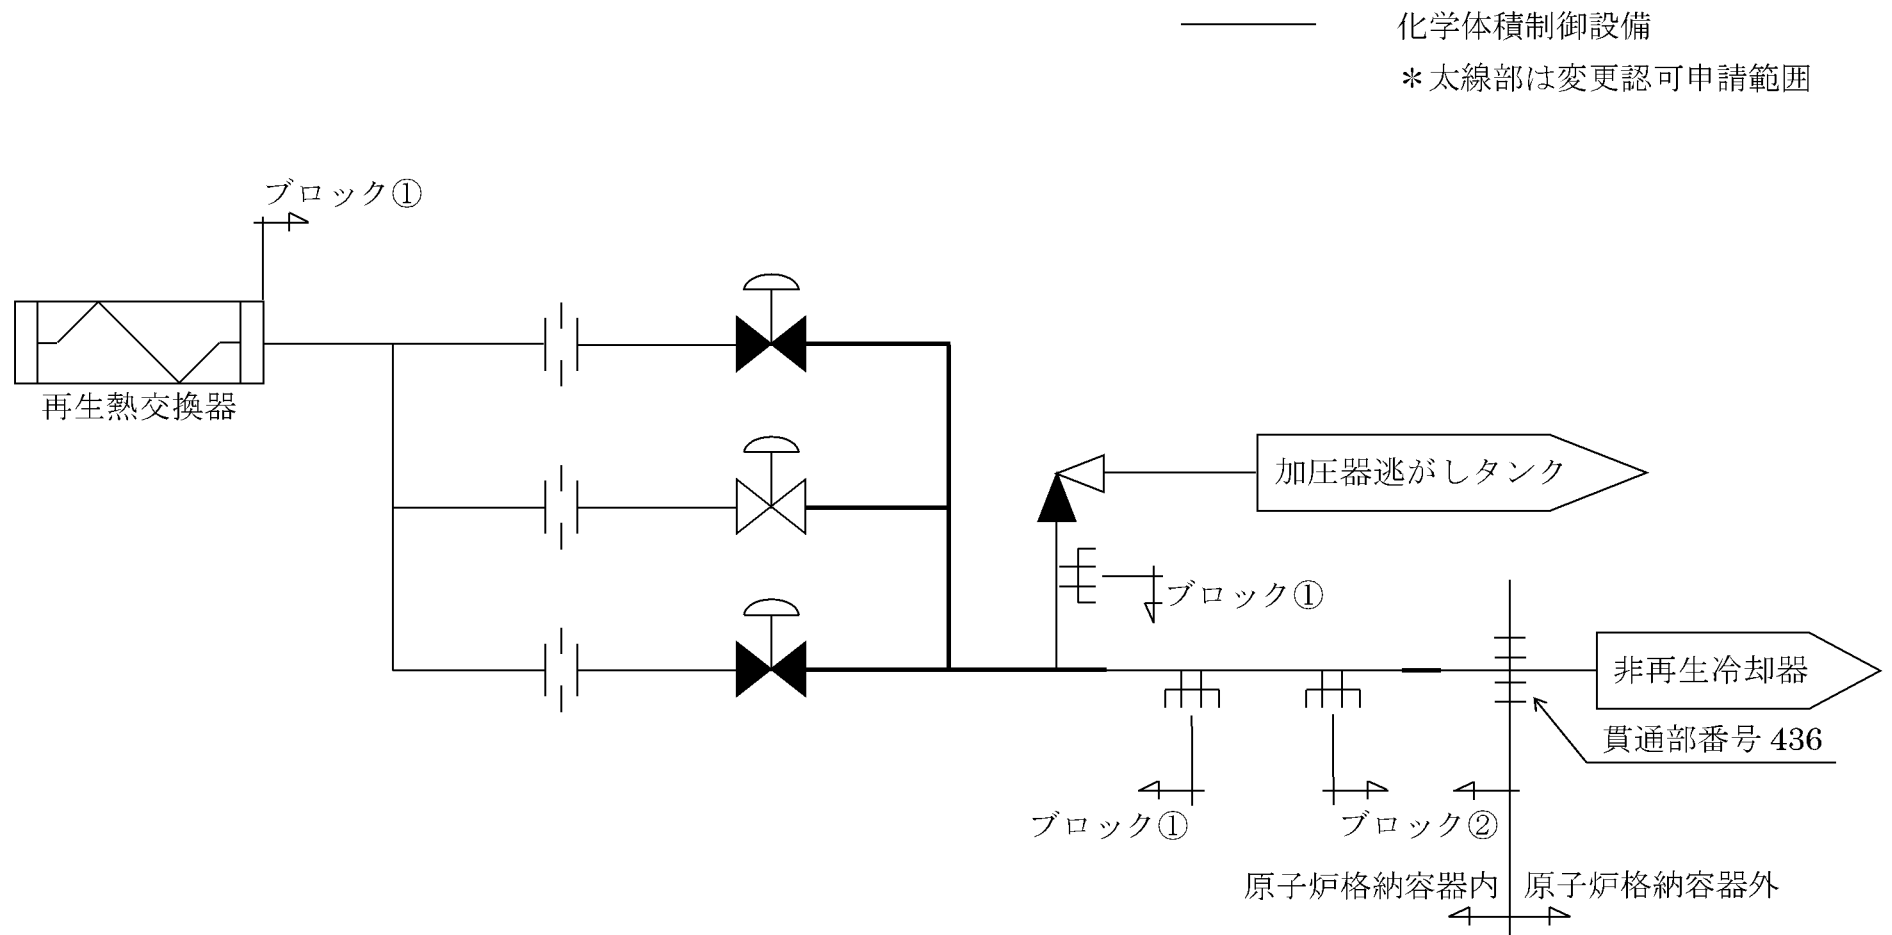 化学体積制御設備
＊太線部は変更認可申請範囲
ブロック①
再生熱交換器
加圧器逃がしタンク
ブロック①
非再生冷却器
貫通部番号 436
ブロック①
ブロック②
原子炉格納容器内
原子炉格納容器外